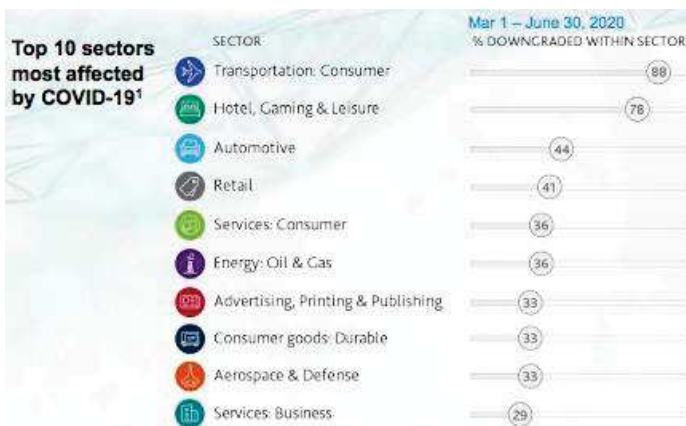 Top 10 sectors
most affected
by COVID-19¹
Mar 1 – June 30, 2020
SECTOR
% DOWNGRADED WITHIN SECTOR
Transportation: Consumer
88
Hotel, Gaming & Leisure
78
Automotive
44
Retail
41
Services: Consumer
36
Energy: Oil & Gas
36
Advertising, Printing & Publishing
33
Consumer goods: Durable
33
Aerospace & Defense
33
Services: Business
29